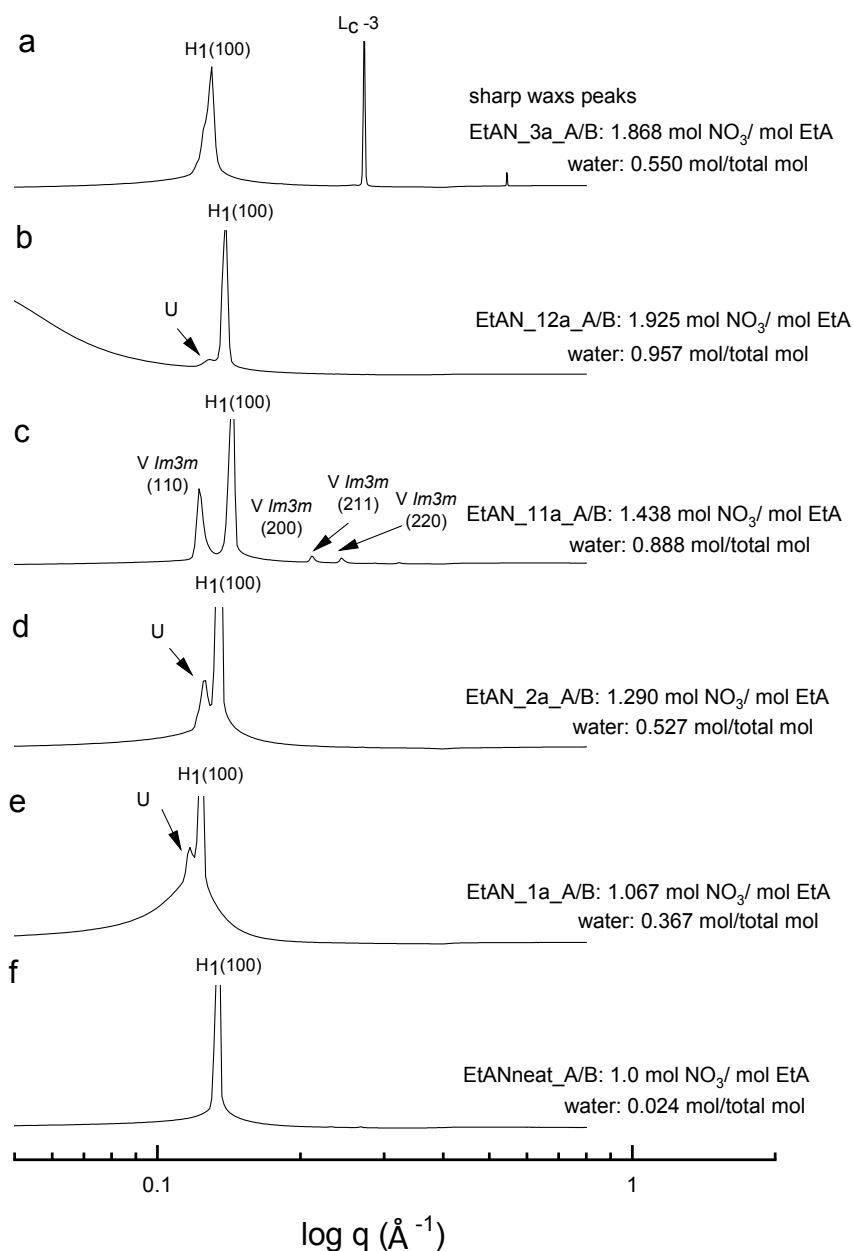 a
H1(100)
Lc -3
sharp waxs peaks
EtAN_3a_A/B: 1.868 mol NO₃/ mol EtA
water: 0.550 mol/total mol
b
H1(100)
U
EtAN_12a_A/B: 1.925 mol NO₃/ mol EtA
water: 0.957 mol/total mol
c
H1(100)
V Im3m
(110)
V Im3m
(200)
V Im3m
(211)
V Im3m
(220)
EtAN_11a_A/B: 1.438 mol NO₃/ mol EtA
water: 0.888 mol/total mol
d
H1(100)
U
EtAN_2a_A/B: 1.290 mol NO₃/ mol EtA
water: 0.527 mol/total mol
e
H1(100)
U
EtAN_1a_A/B: 1.067 mol NO₃/ mol EtA
water: 0.367 mol/total mol
f
H1(100)
EtANneat_A/B: 1.0 mol NO₃/ mol EtA
water: 0.024 mol/total mol
0.1
1
log q (Å⁻¹)